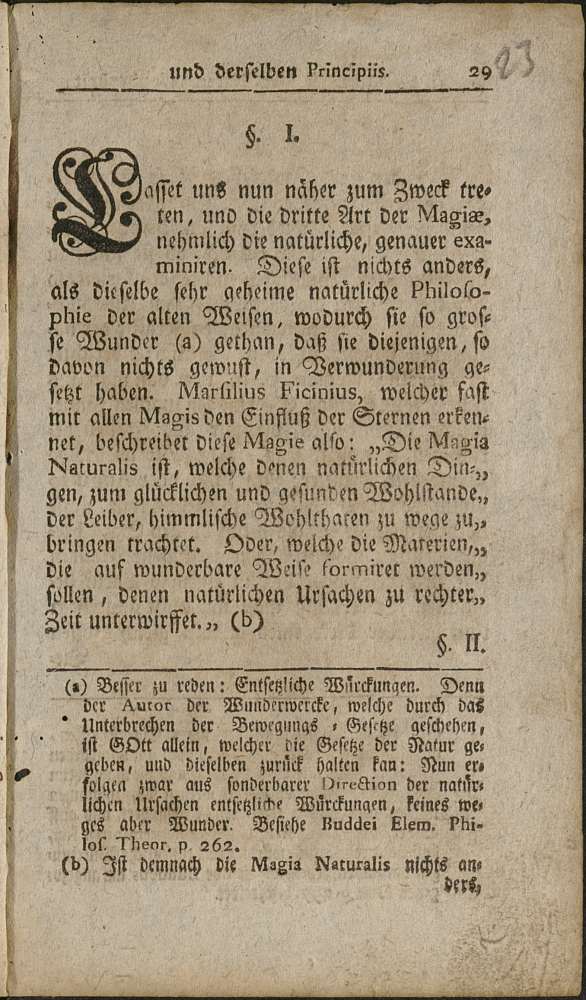 und derselben Principiis. 29
23
§. I.
Lasset uns nun näher zum Zweck tre⸗
ten, und die dritte Art der Magiæ,
nehmlich die natürliche, genauer exa-
miniren. Diese ist nichts anders,
als dieselbe sehr geheime natürliche Philoso-
phie der alten Weisen, wodurch sie so gros⸗
se Wunder (a) gethan, daß sie diejenigen, so
davon nichts gewust, in Verwunderung ge⸗
setzt haben. Marsilius Ficinius, welcher fast
mit allen Magis den Einfluß der Sternen erken⸗
net, beschreibet diese Magie also: „Die Magia
Naturalis ist, welche denen natürlichen Din⸗„
gen, zum glücklichen und gesunden Wohlstande„
der Leiber, himmlische Wohlthaten zu wege zu„
bringen trachtet. Oder, welche die Materien,„
die auf wunderbare Weise formiret werden„
sollen, denen natürlichen Ursachen zu rechter„
Zeit unterwirffet.„ (b)
§. II.
(a) Besser zu reden: Entsetzliche Würckungen. Denn
der Autor der Wunderwercke, welche durch das
Unterbrechen der Bewegungs⸗Gesetze geschehen,
ist GOtt allein, welcher die Gesetze der Natur ge⸗
geben, und dieselben zurück halten kan: Nun er⸗
folgen zwar aus sonderbarer Direction der natür⸗
lichen Ursachen entsetzliche Würckungen, keines we⸗
ges aber Wunder. Besiehe Buddei Elem. Phi-
los. Theor. p. 262.
(b) Ist demnach die Magia Naturalis nichts an⸗
ders,